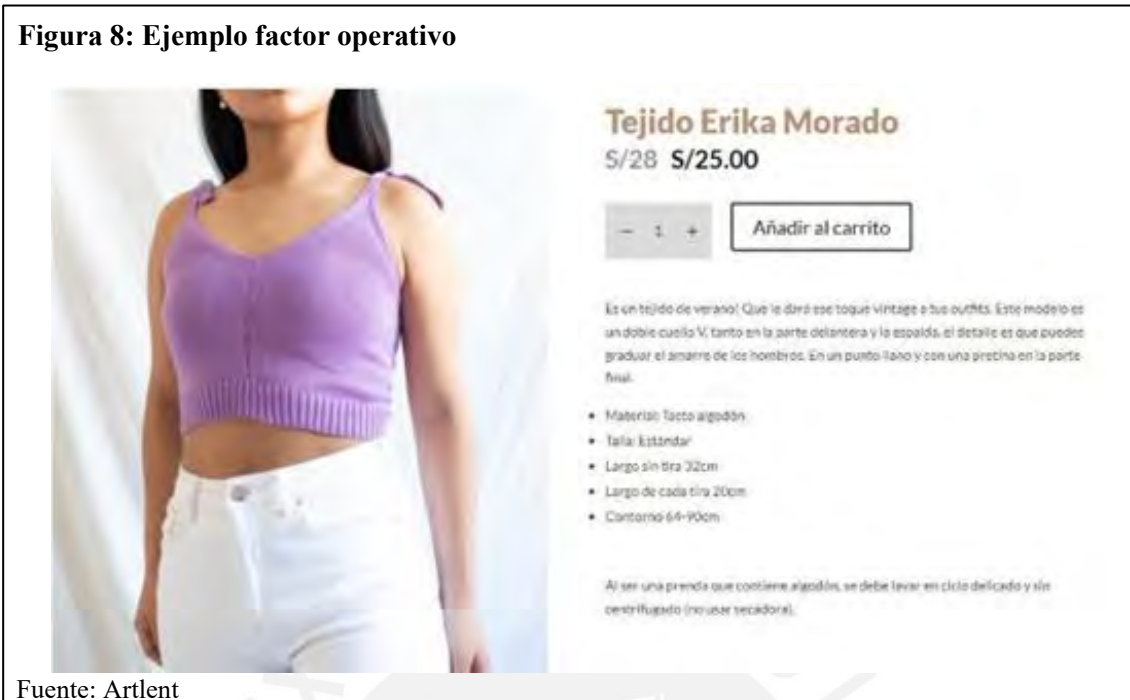 Figura 8: Ejemplo factor operativo
Tejido Erika Morado
S/28 S/25.00
− 1 + Añadir al carrito
Es un tejido de verano! Que le dará ese toque vintage a tus outfits. Este modelo es
un doble cuello V, tanto en la parte delantera y la espalda, el detalle es que puedes
graduar el amarre de los hombros. En un punto llano y con una pretina en la parte
final.
• Material: Tacto algodón
• Talla: Estándar
• Largo sin tira 32cm
• Largo de cada tira 20cm
• Contorno 64-90cm
Al ser una prenda que contiene algodón, se debe lavar en ciclo delicado y sin
centrifugado (no usar secadora).
Fuente: Artlent